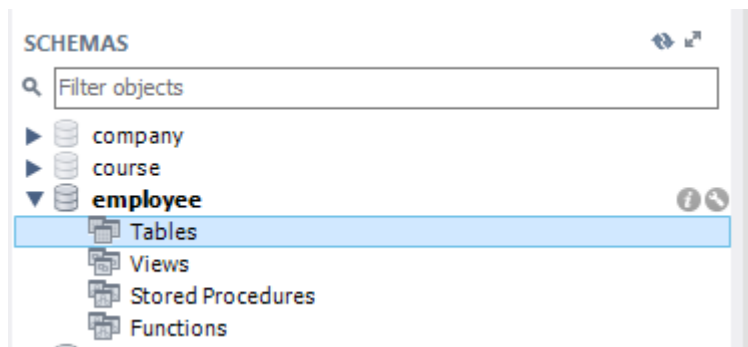 SCHEMAS
Filter objects
company
course
employee
Tables
Views
Stored Procedures
Functions